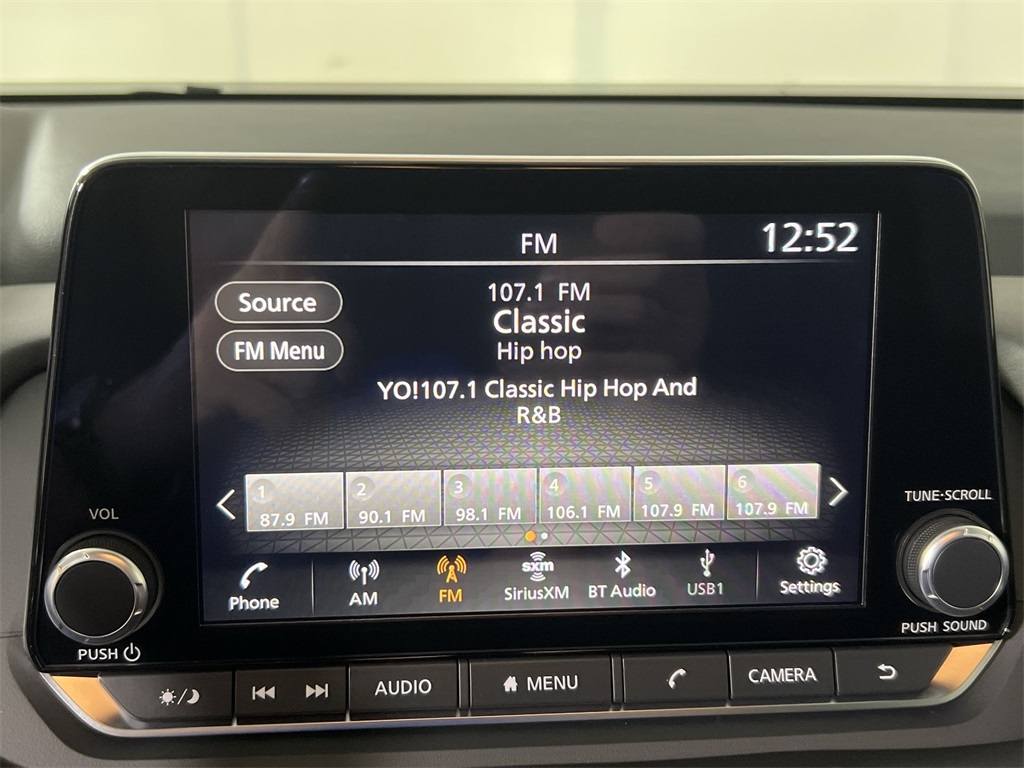 FM
12:52
Source
FM Menu
107.1 FM
Classic
Hip hop
YO!107.1 Classic Hip Hop And
R&B
1
87.9 FM
2
90.1 FM
3
98.1 FM
4
106.1 FM
5
107.9 FM
6
107.9 FM
Phone
AM
FM
sxm
SiriusXM
BT Audio
USB1
Settings
VOL
PUSH
TUNE·SCROLL
PUSH SOUND
AUDIO
MENU
CAMERA